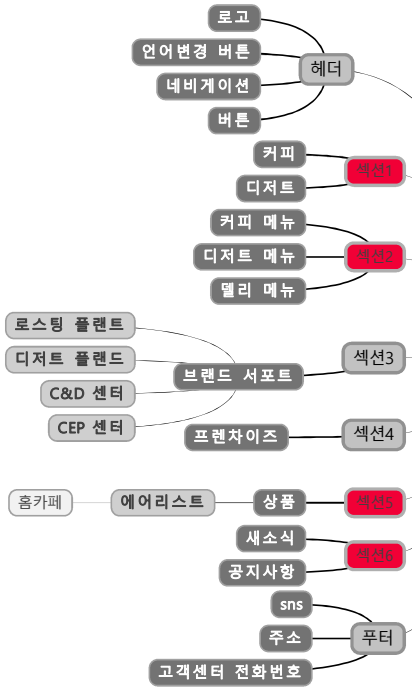 로고
언어변경 버튼
네비게이션
버튼
헤더
커피
디저트
섹션1
커피 메뉴
디저트 메뉴
델리 메뉴
섹션2
로스팅 플랜트
디저트 플랜드
C&D 센터
CEP 센터
브랜드 서포트
섹션3
프렌차이즈
섹션4
홈카페
에어리스트
상품
섹션5
새소식
공지사항
섹션6
sns
주소
고객센터 전화번호
푸터